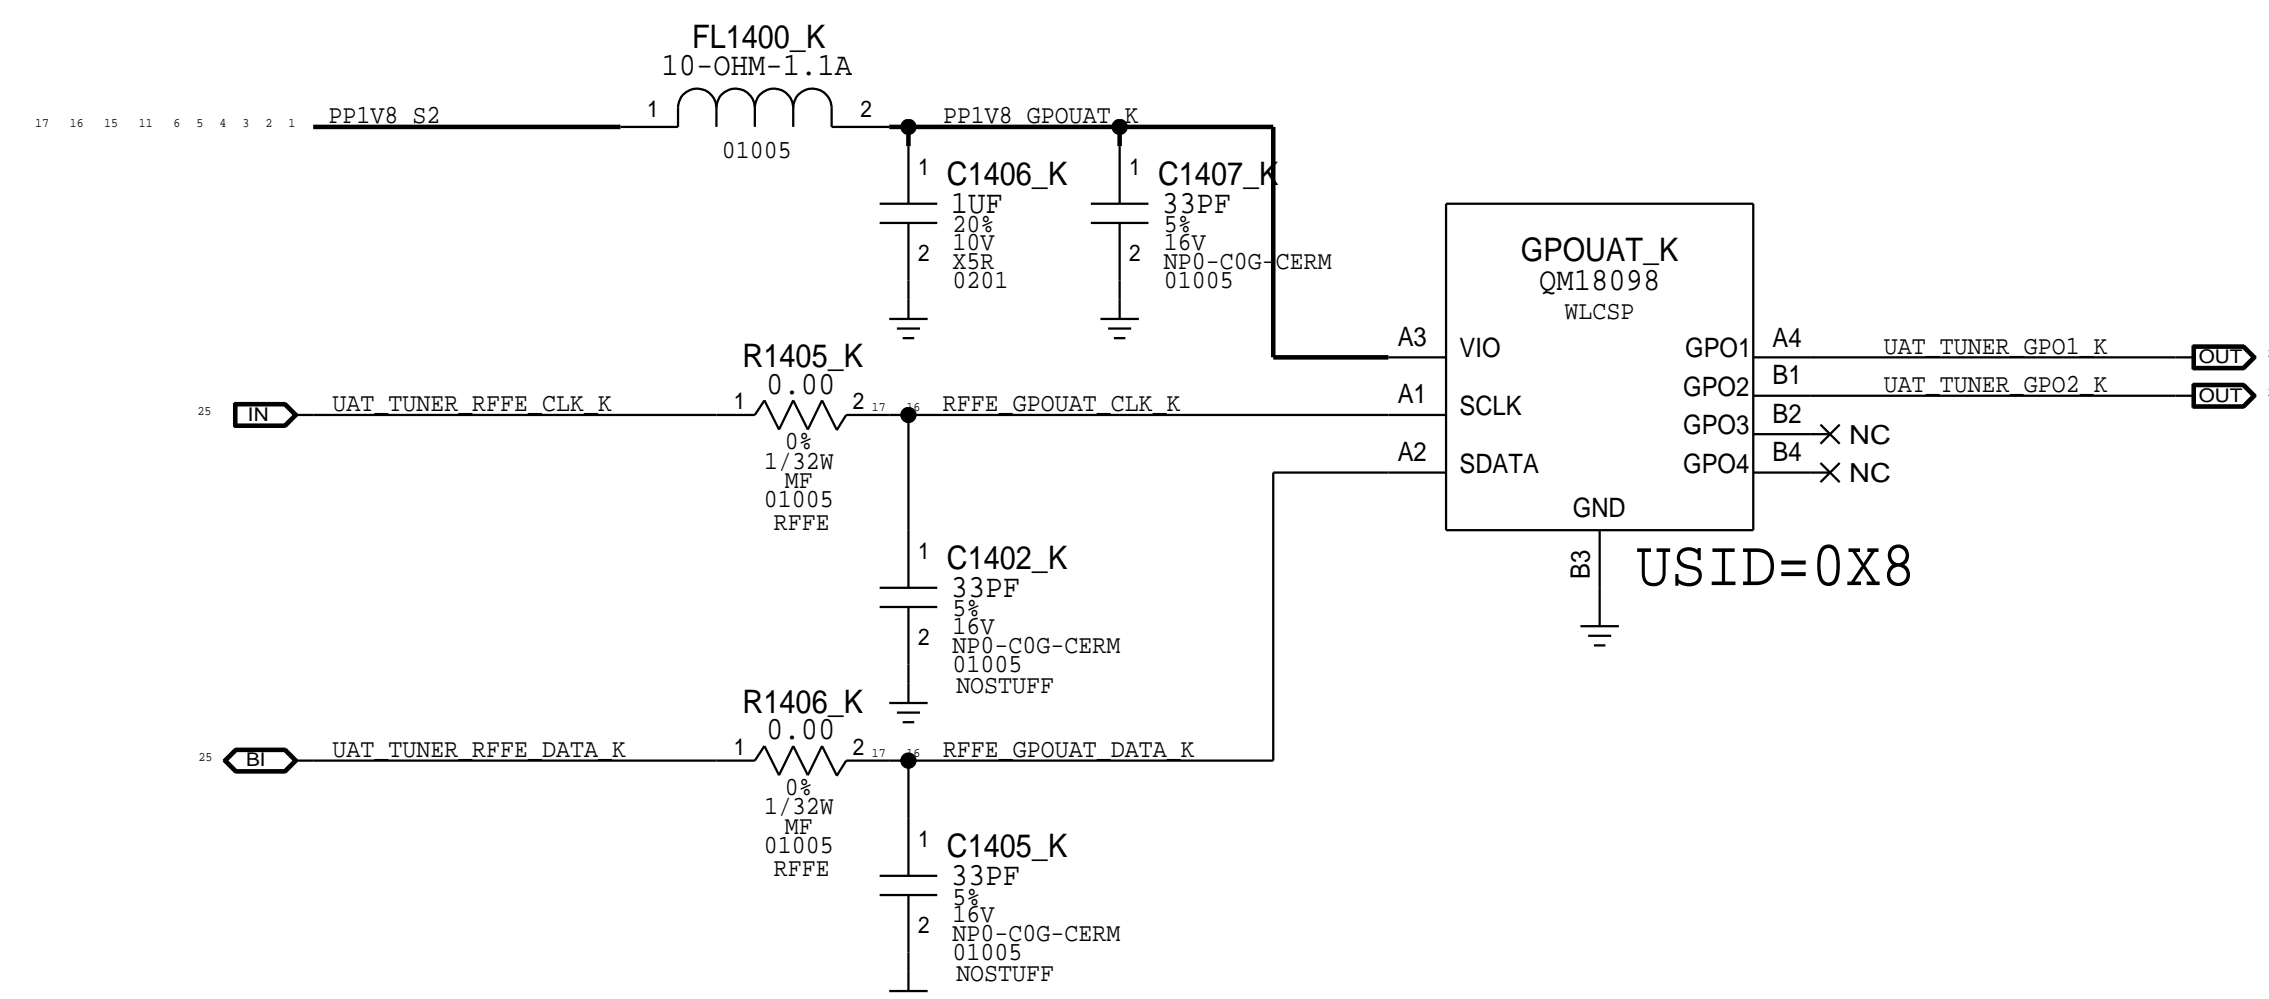 FL1400_K
10-OHM-1.1A
17 16 15 11 6 5 4 3 2 1
PP1V8_S2
1
2
PP1V8_GPOUAT_K
01005
1
C1406_K
1UF
20%
10V
2
X5R
0201
1
C1407_K
33PF
5%
16V
2
NP0-C0G-CERM
01005
GPOUAT_K
QM18098
WLCSP
A3
VIO
GPO1
A4
UAT_TUNER_GPO1_K
OUT
GPO2
B1
UAT_TUNER_GPO2_K
OUT
A1
SCLK
GPO3
B2
NC
A2
SDATA
GPO4
B4
NC
GND
B3
USID=0X8
R1405_K
0.00
25
IN
UAT_TUNER_RFFE_CLK_K
1
2
17
16
RFFE_GPOUAT_CLK_K
0%
1/32W
MF
01005
RFFE
1
C1402_K
33PF
5%
16V
2
NP0-C0G-CERM
01005
NOSTUFF
R1406_K
0.00
25
BI
UAT_TUNER_RFFE_DATA_K
1
2
17
16
RFFE_GPOUAT_DATA_K
0%
1/32W
MF
01005
RFFE
1
C1405_K
33PF
5%
16V
2
NP0-C0G-CERM
01005
NOSTUFF